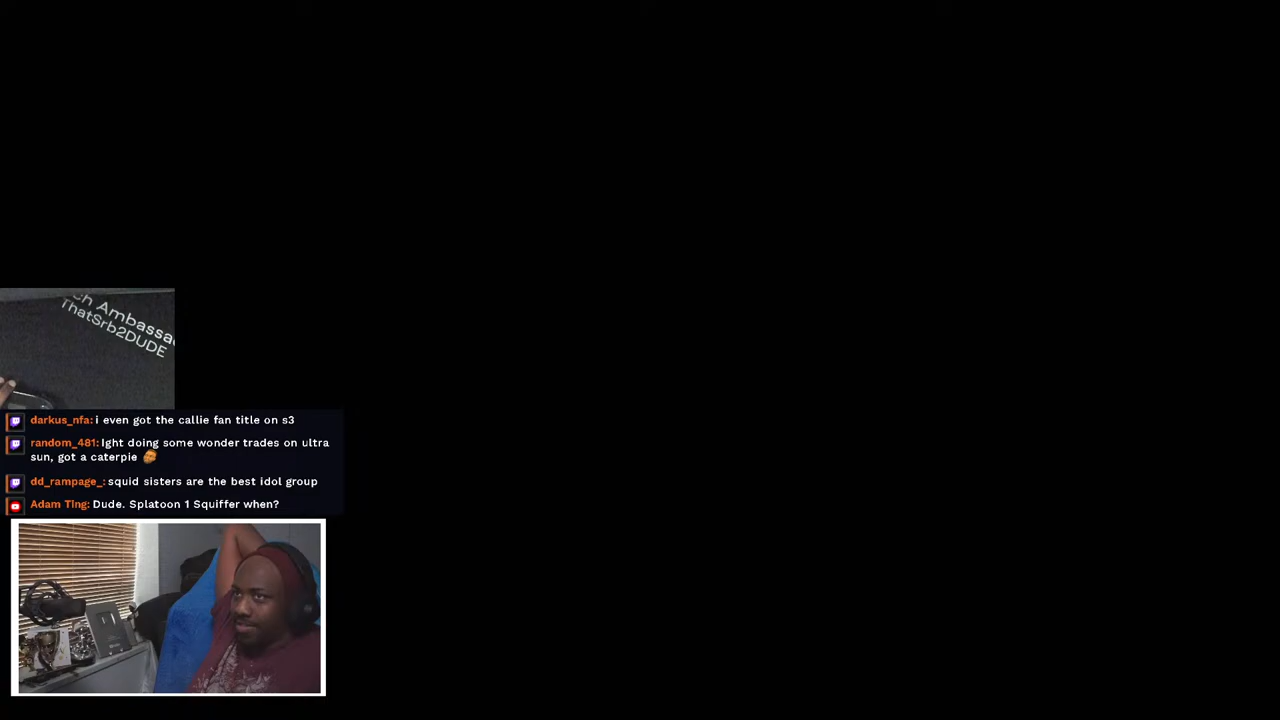 ch Ambassa
ThatSrb2DUDE
darkus_nfa: i even got the callie fan title on s3
random_481: Ight doing some wonder trades on ultra
sun, got a caterpie
dd_rampage_: squid sisters are the best idol group
Adam Ting: Dude. Splatoon 1 Squiffer when?